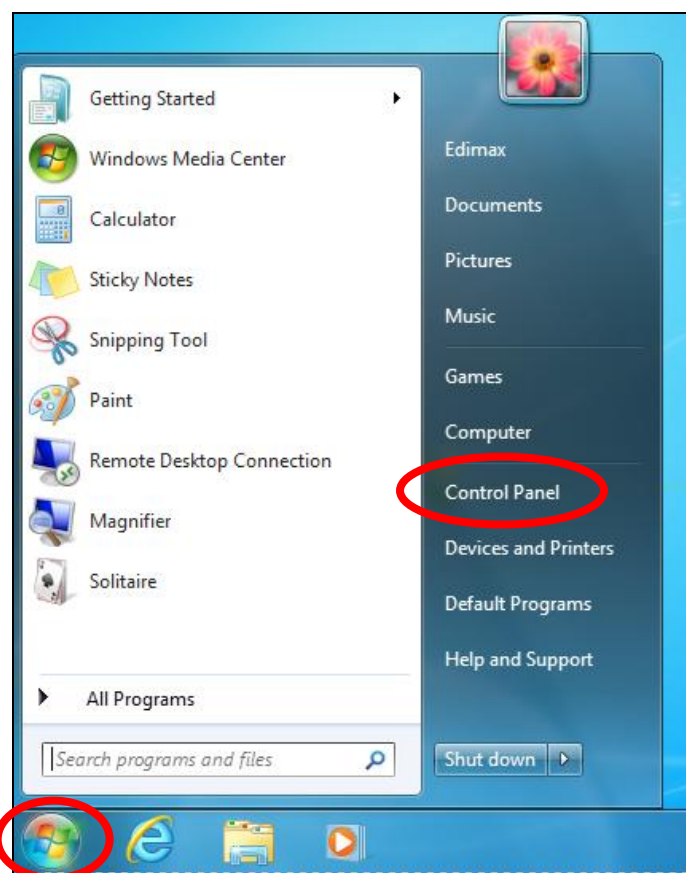 Getting Started
Windows Media Center
Calculator
Sticky Notes
Snipping Tool
Paint
Remote Desktop Connection
Magnifier
Solitaire
All Programs
Search programs and files
Edimax
Documents
Pictures
Music
Games
Computer
Control Panel
Devices and Printers
Default Programs
Help and Support
Shut down